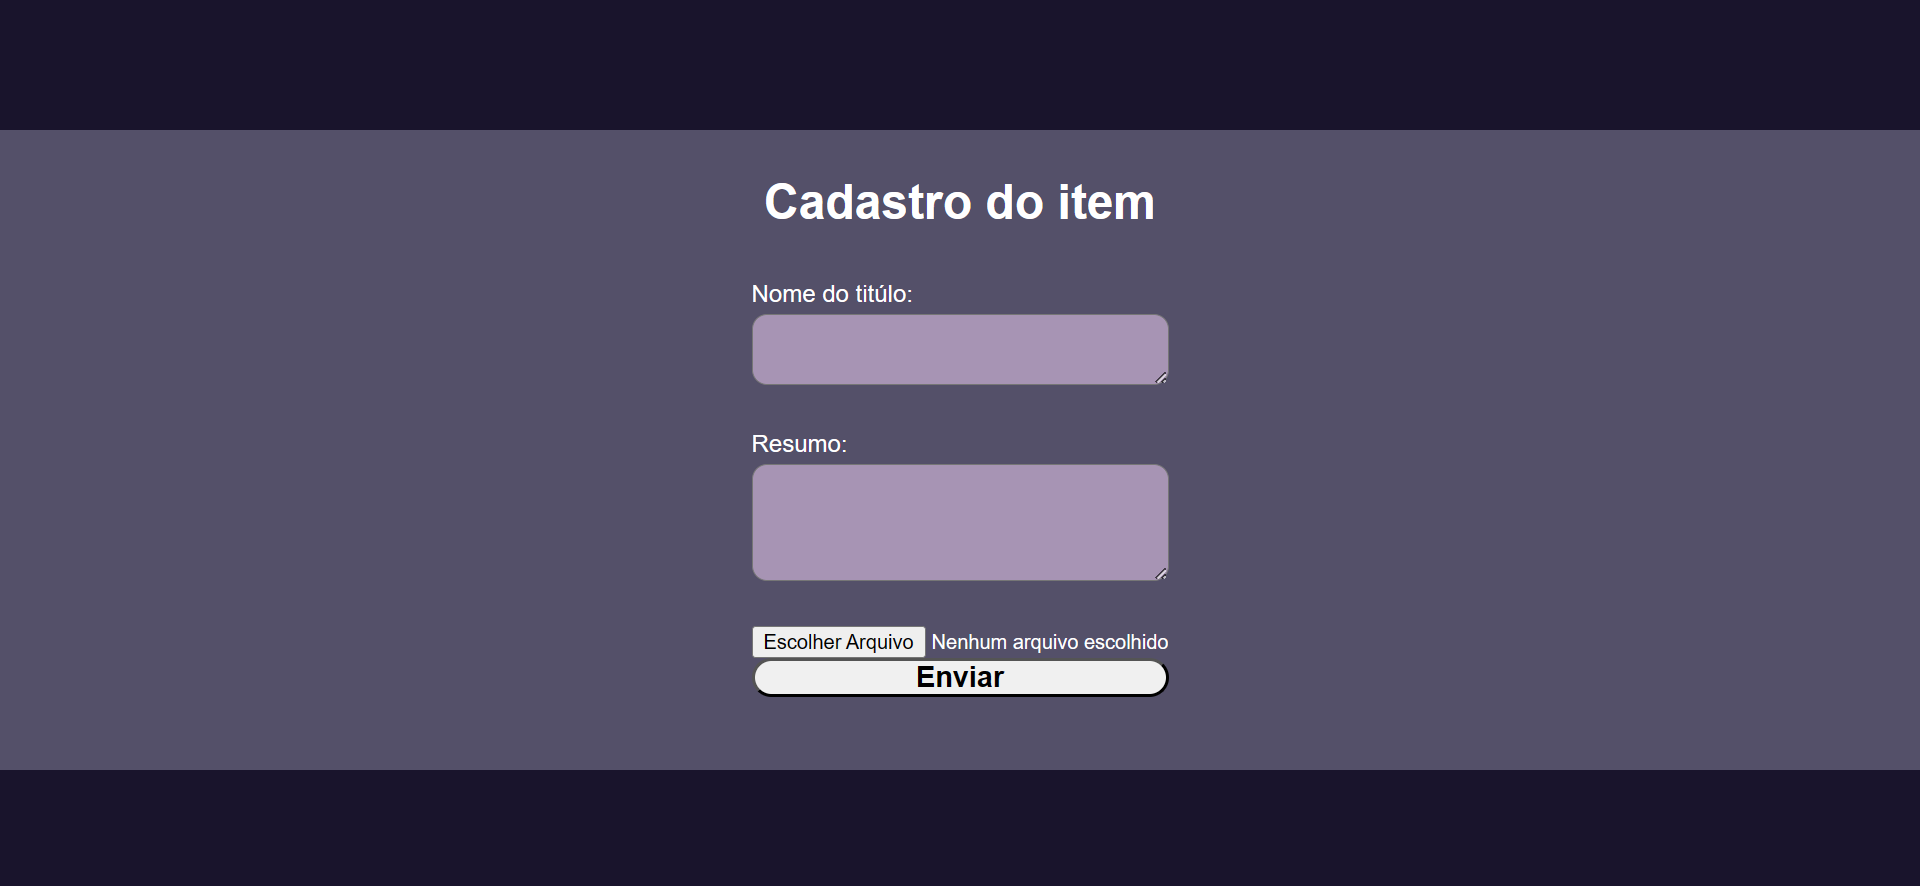 Cadastro do item
Nome do titúlo:
Resumo:
Escolher Arquivo Nenhum arquivo escolhido
Enviar